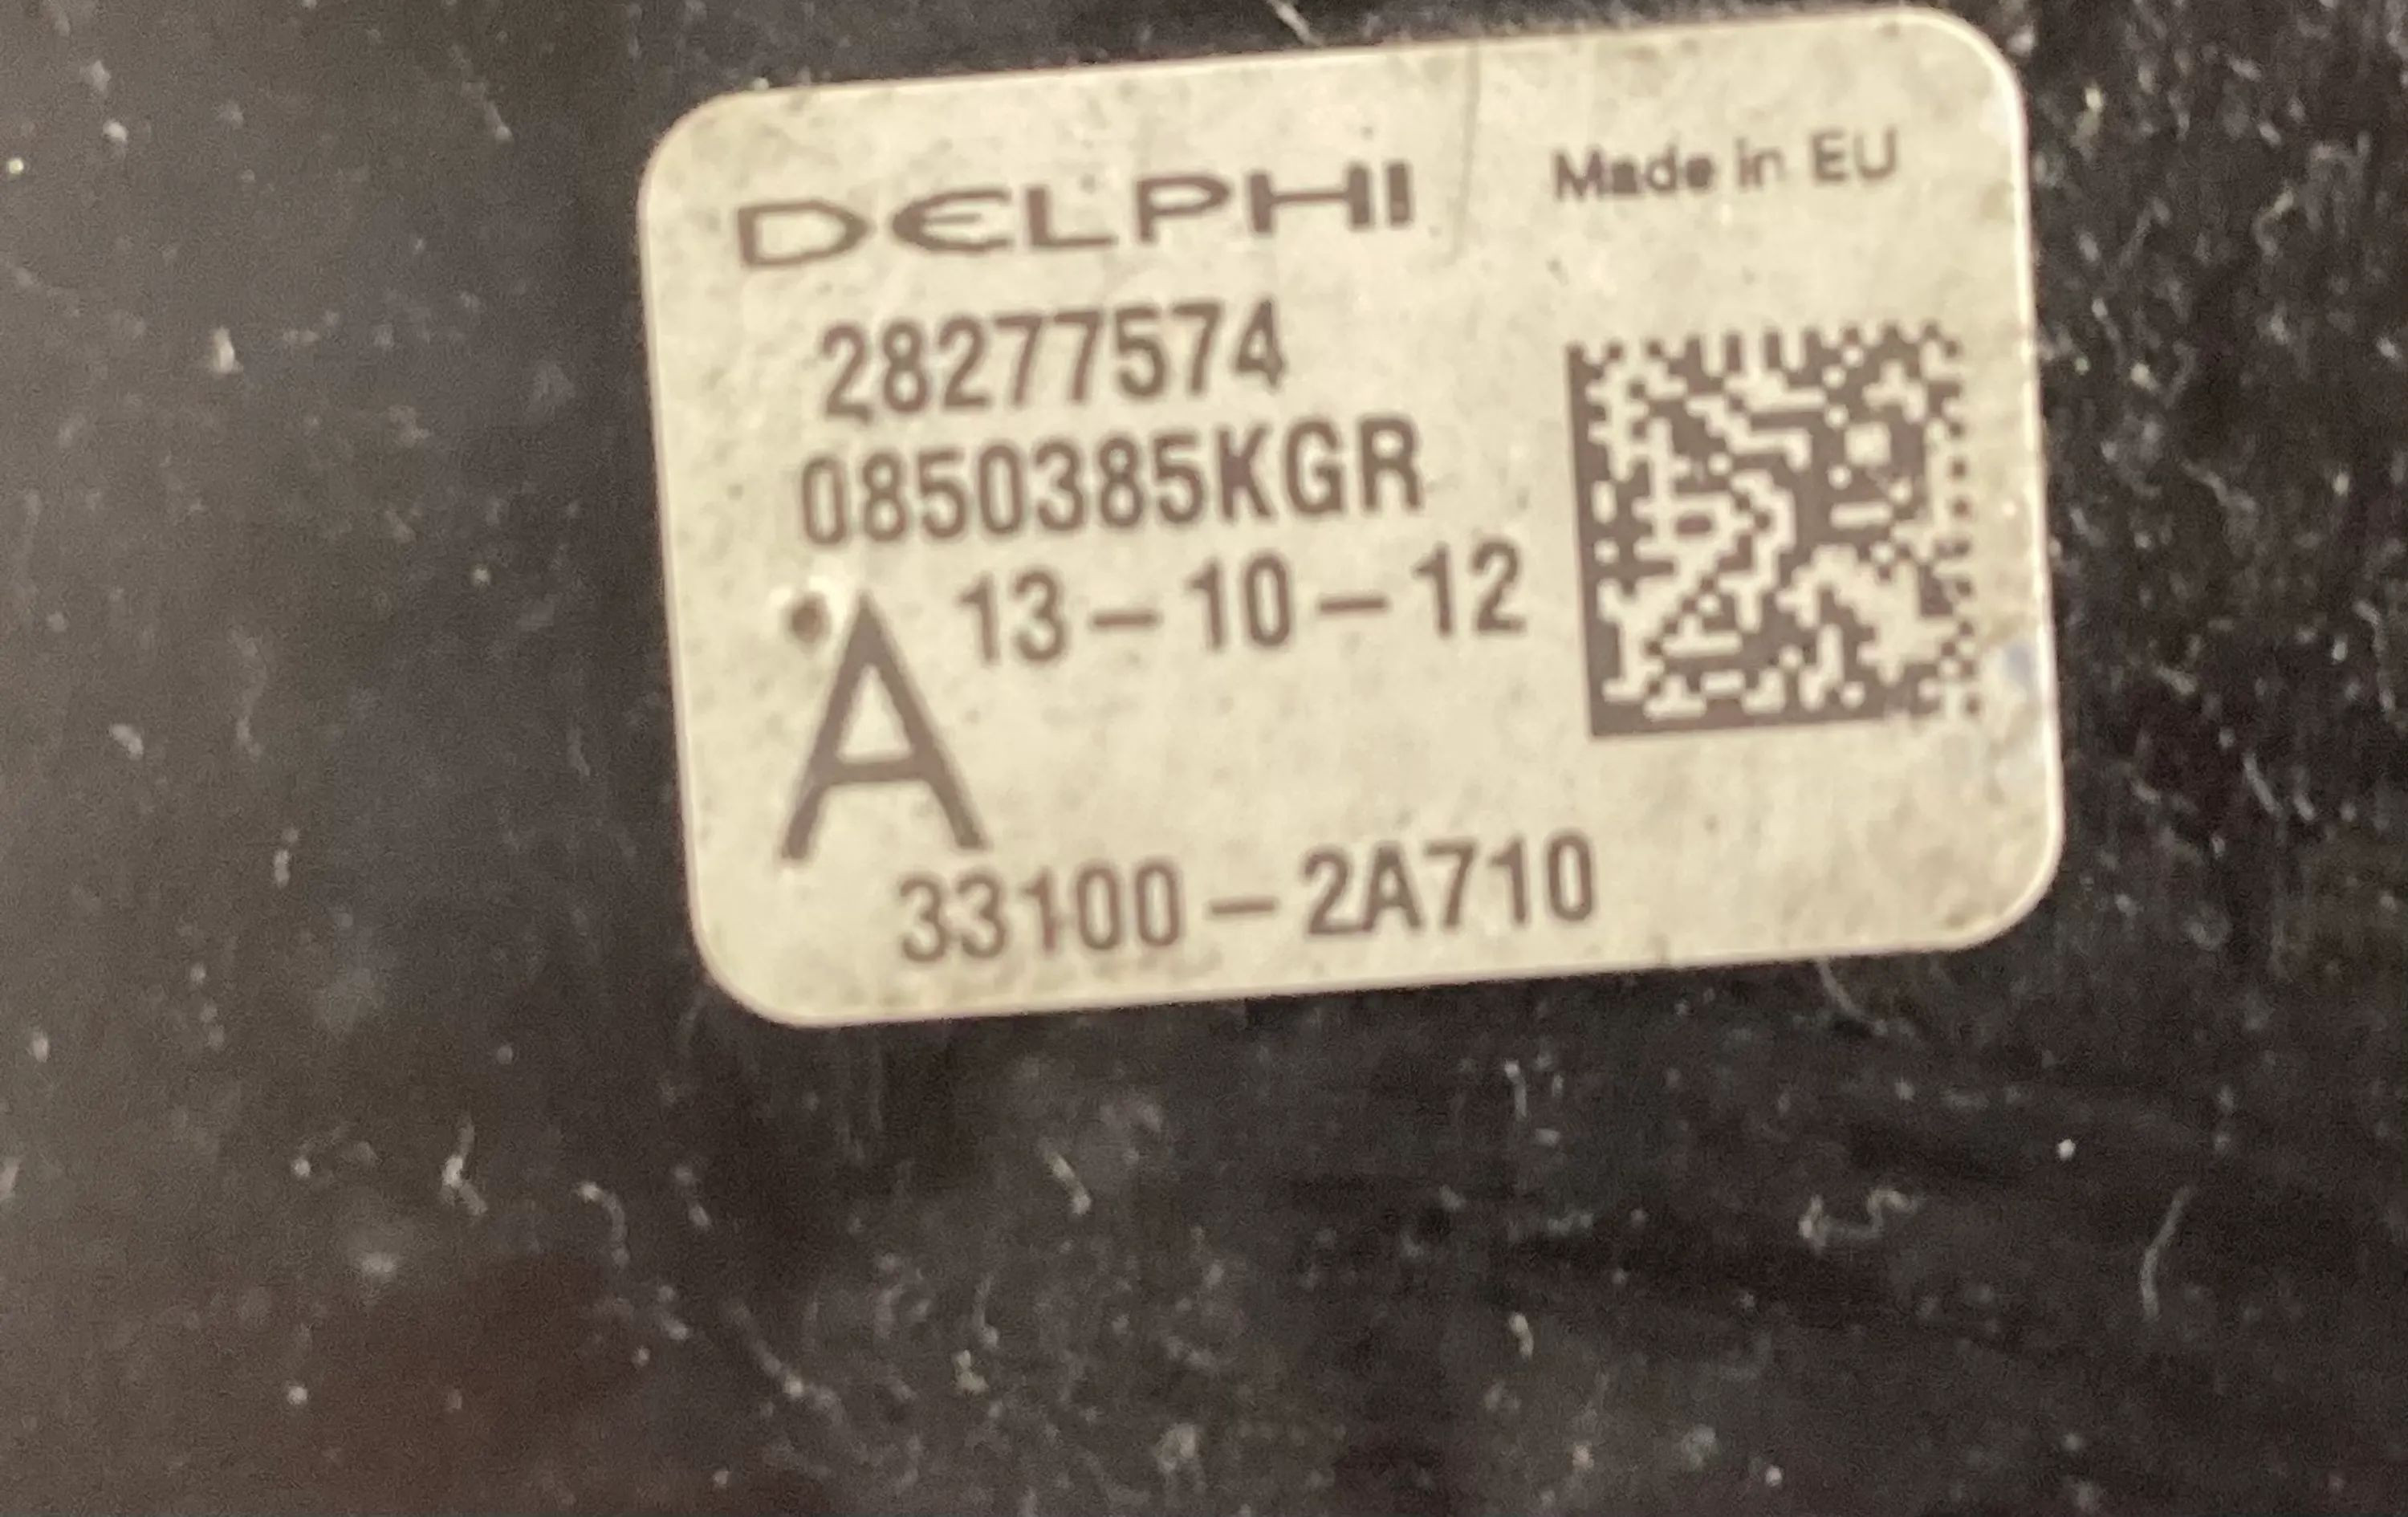 DELPHI Made in EU
28277574
0850385KGR
A 13-10-12
33100-2A710